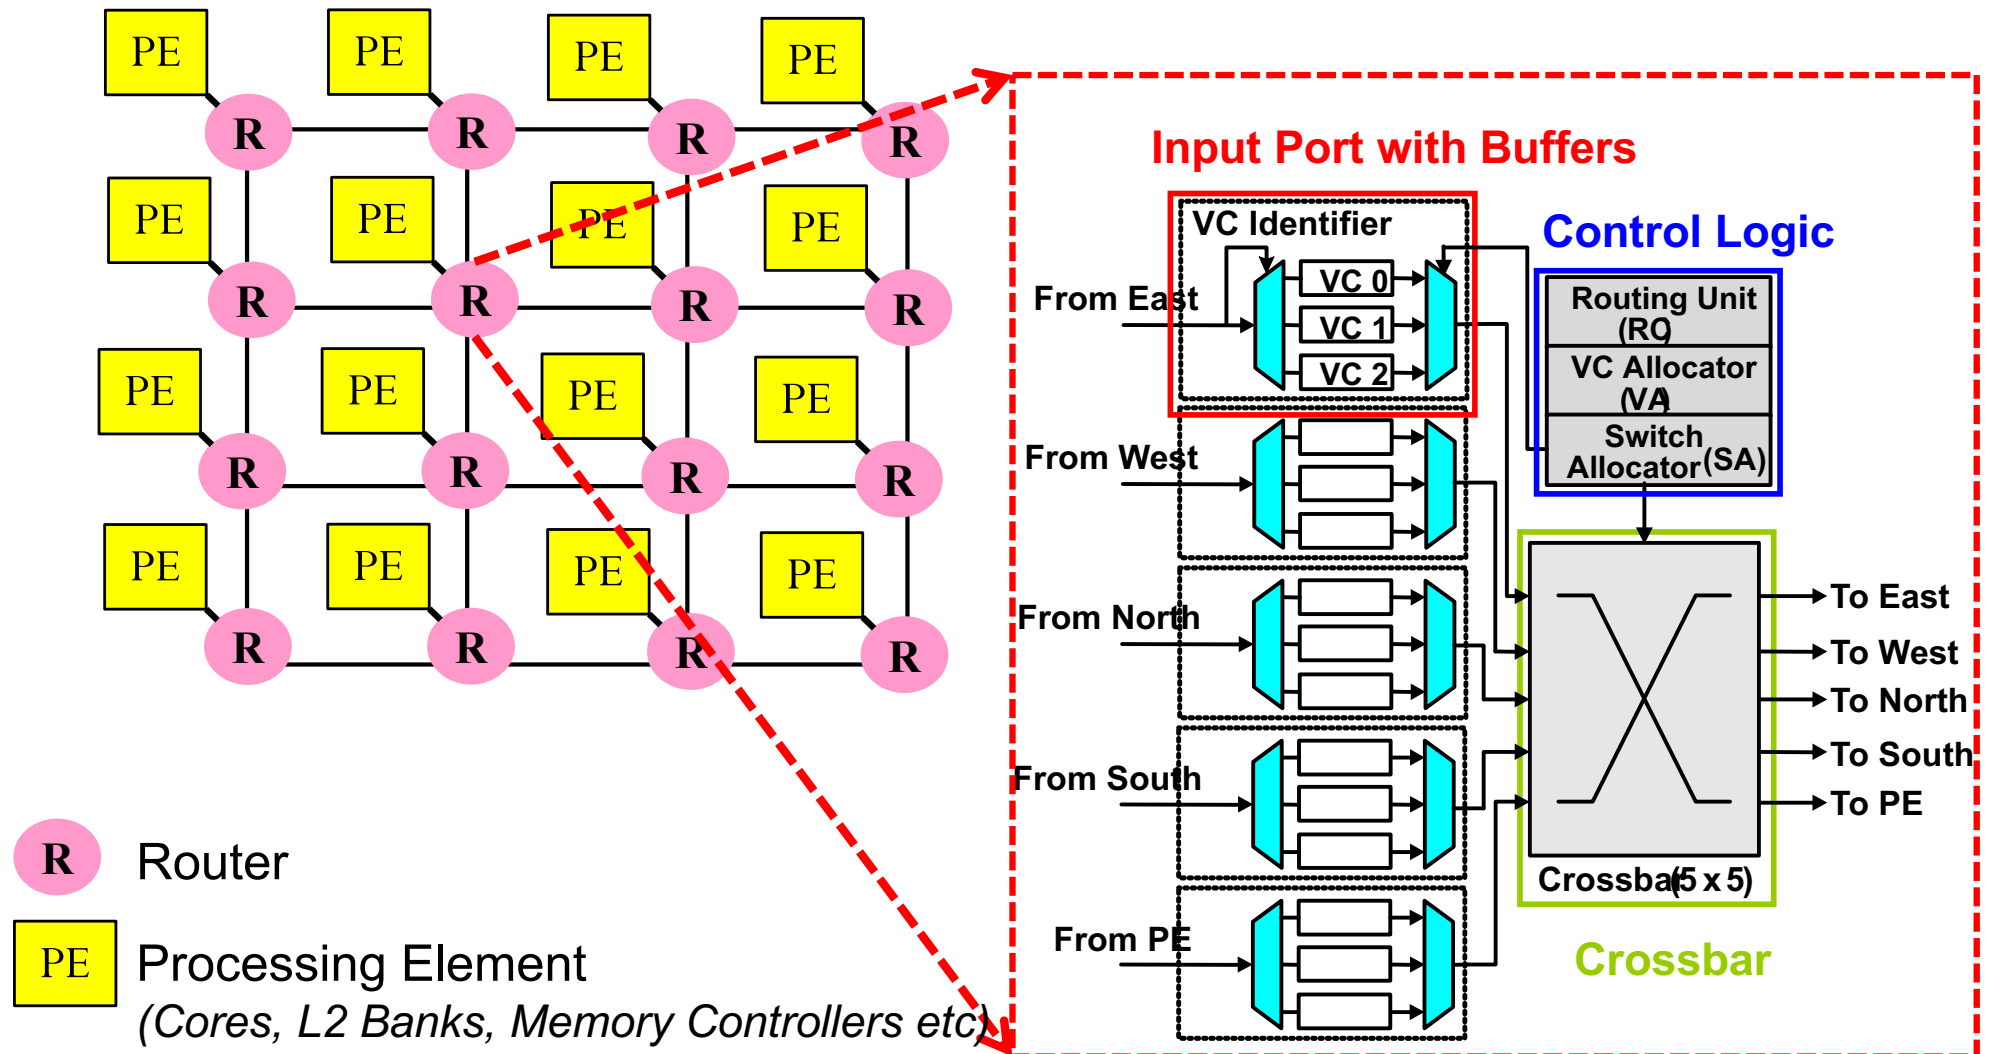 PE PE PE PE
R R R R
PE PE PE PE
R R R R
PE PE PE PE
R R R R
PE PE PE PE
R R R R
R Router
PE Processing Element
(Cores, L2 Banks, Memory Controllers etc)
Input Port with Buffers
VC Identifier
From East
VC 0
VC 1
VC 2
From West
From North
From South
From PE
Control Logic
Routing Unit
(RC)
VC Allocator
(VA)
Switch
Allocator (SA)
To East
To West
To North
To South
To PE
Crossbar (5 x 5)
Crossbar